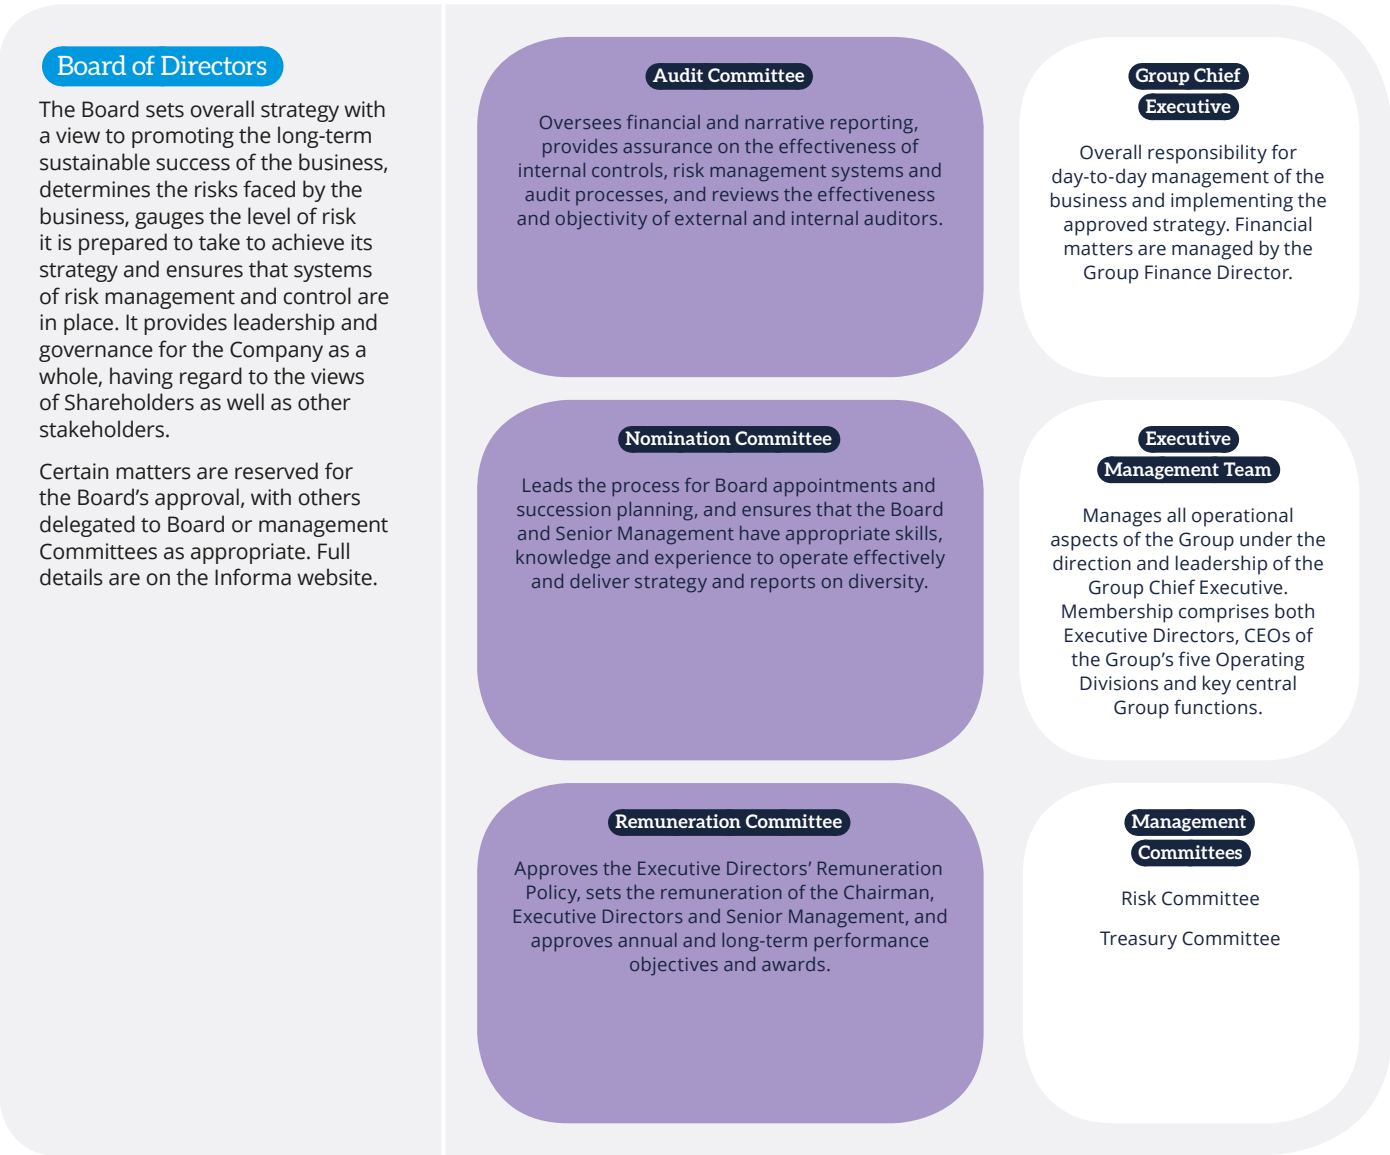 Board of Directors
The Board sets overall strategy with
a view to promoting the long-term
sustainable success of the business,
determines the risks faced by the
business, gauges the level of risk
it is prepared to take to achieve its
strategy and ensures that systems
of risk management and control are
in place. It provides leadership and
governance for the Company as a
whole, having regard to the views
of Shareholders as well as other
stakeholders.
Certain matters are reserved for
the Board’s approval, with others
delegated to Board or management
Committees as appropriate. Full
details are on the Informa website.
Audit Committee
Oversees financial and narrative reporting,
provides assurance on the effectiveness of
internal controls, risk management systems and
audit processes, and reviews the effectiveness
and objectivity of external and internal auditors.
Group Chief
Executive
Overall responsibility for
day-to-day management of the
business and implementing the
approved strategy. Financial
matters are managed by the
Group Finance Director.
Nomination Committee
Leads the process for Board appointments and
succession planning, and ensures that the Board
and Senior Management have appropriate skills,
knowledge and experience to operate effectively
and deliver strategy and reports on diversity.
Executive
Management Team
Manages all operational
aspects of the Group under the
direction and leadership of the
Group Chief Executive.
Membership comprises both
Executive Directors, CEOs of
the Group’s five Operating
Divisions and key central
Group functions.
Remuneration Committee
Approves the Executive Directors’ Remuneration
Policy, sets the remuneration of the Chairman,
Executive Directors and Senior Management, and
approves annual and long-term performance
objectives and awards.
Management
Committees
Risk Committee
Treasury Committee